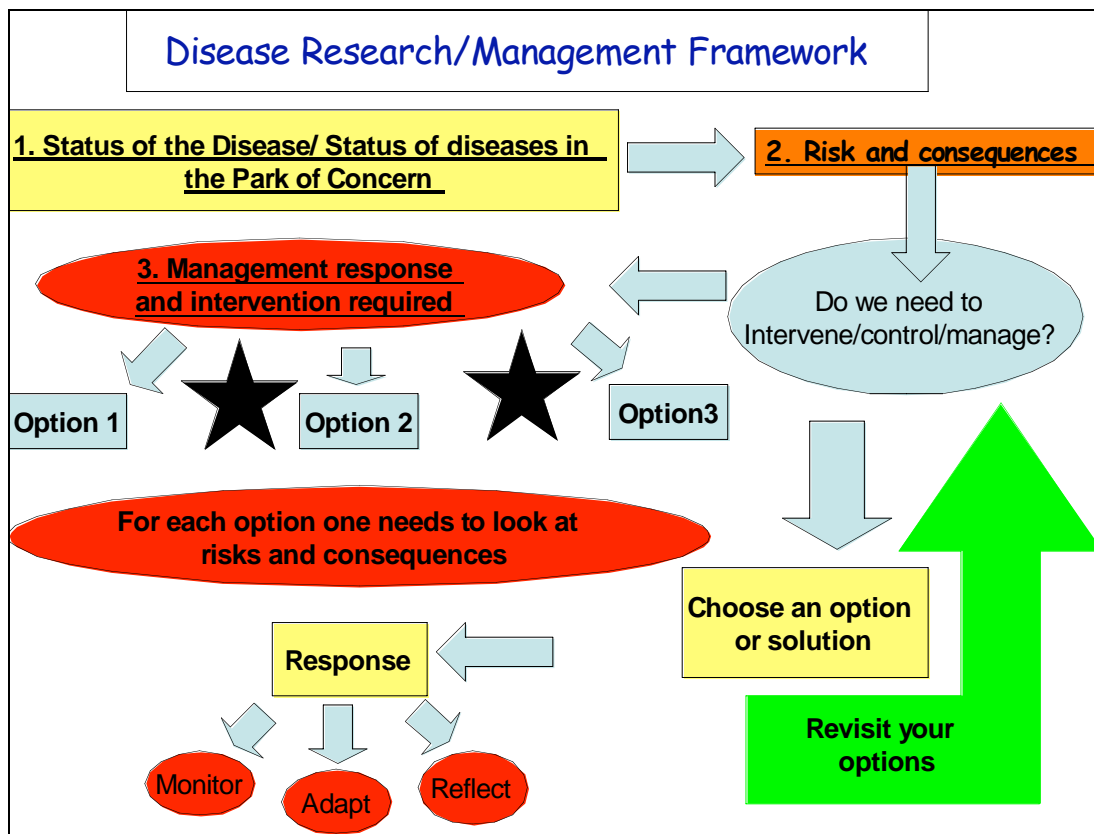 Disease Research/Management Framework
1. Status of the Disease/ Status of diseases in
the Park of Concern
2. Risk and consequences
3. Management response
and intervention required
Do we need to
Intervene/control/manage?
Option 1
Option 2
Option3
For each option one needs to look at
risks and consequences
Choose an option
or solution
Response
Revisit your
options
Monitor
Adapt
Reflect